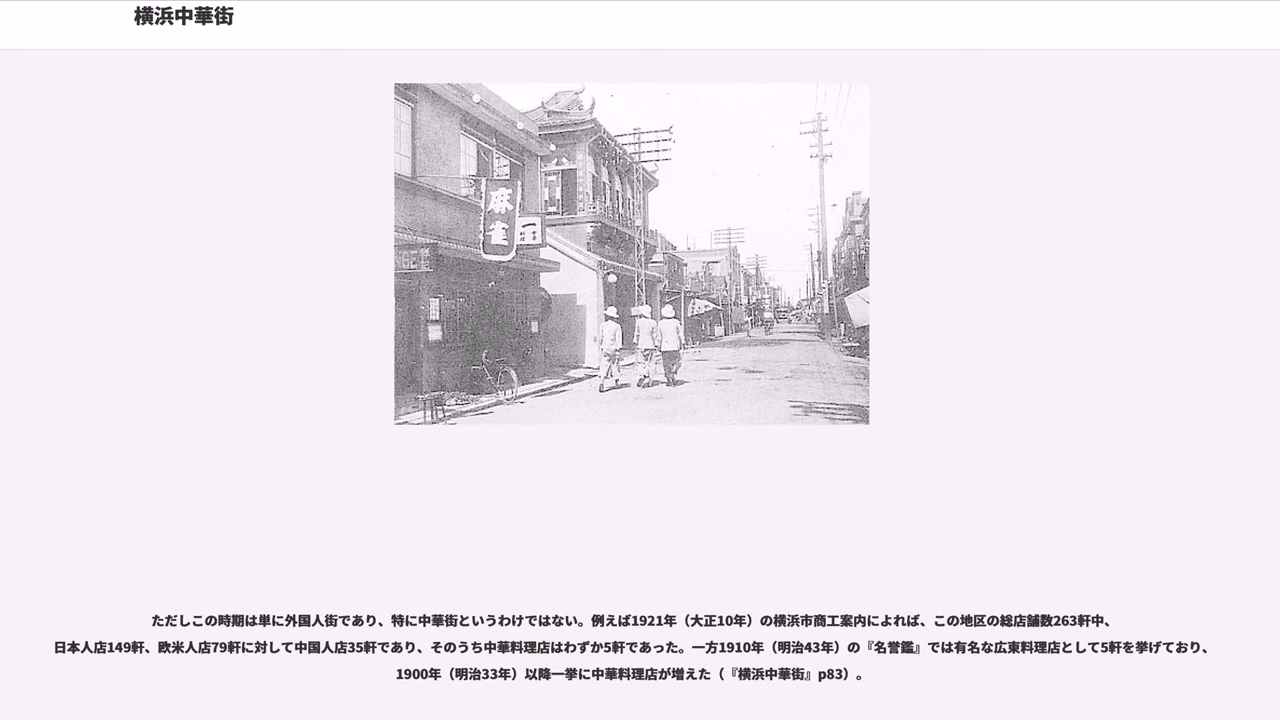 横浜中華街
麻雀
ただしこの時期は単に外国人街であり、特に中華街というわけではない。例えば1921年（大正10年）の横浜市商工案内によれば、この地区の総店舗数263軒中、
日本人店149軒、欧米人店79軒に対して中国人店35軒であり、そのうち中華料理店はわずか5軒であった。一方1910年（明治43年）の『名誉鑑』では有名な広東料理店として5軒を挙げており、
1900年（明治33年）以降一挙に中華料理店が増えた（『横浜中華街』p83）。